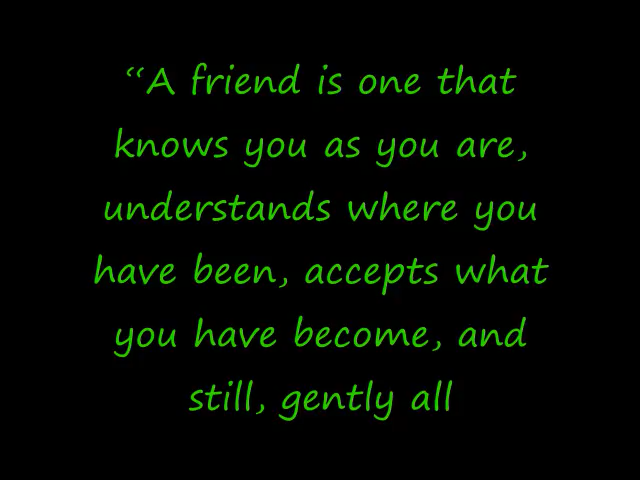 “A friend is one that
knows you as you are,
understands where you
have been, accepts what
you have become, and
still, gently all